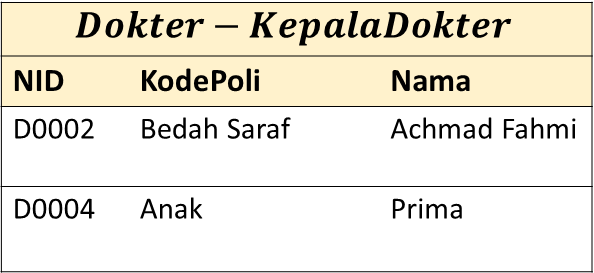 Dokter – KepalaDokter
NID KodePoli Nama
D0002 Bedah Saraf Achmad Fahmi
D0004 Anak Prima